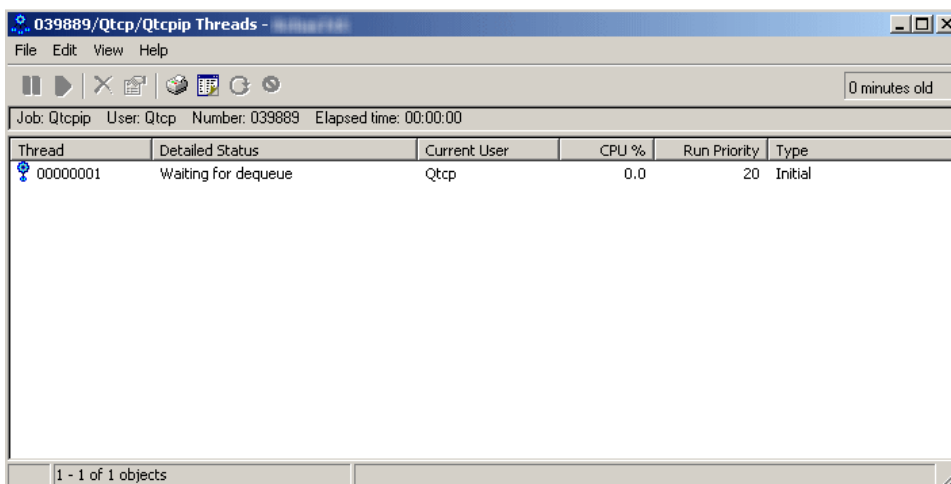 039889/Qtcp/Qtcpip Threads -
File Edit View Help
0 minutes old
Job: Qtcpip User: Qtcp Number: 039889 Elapsed time: 00:00:00
Thread Detailed Status Current User CPU % Run Priority Type
00000001 Waiting for dequeue Qtcp 0.0 20 Initial
1 - 1 of 1 objects